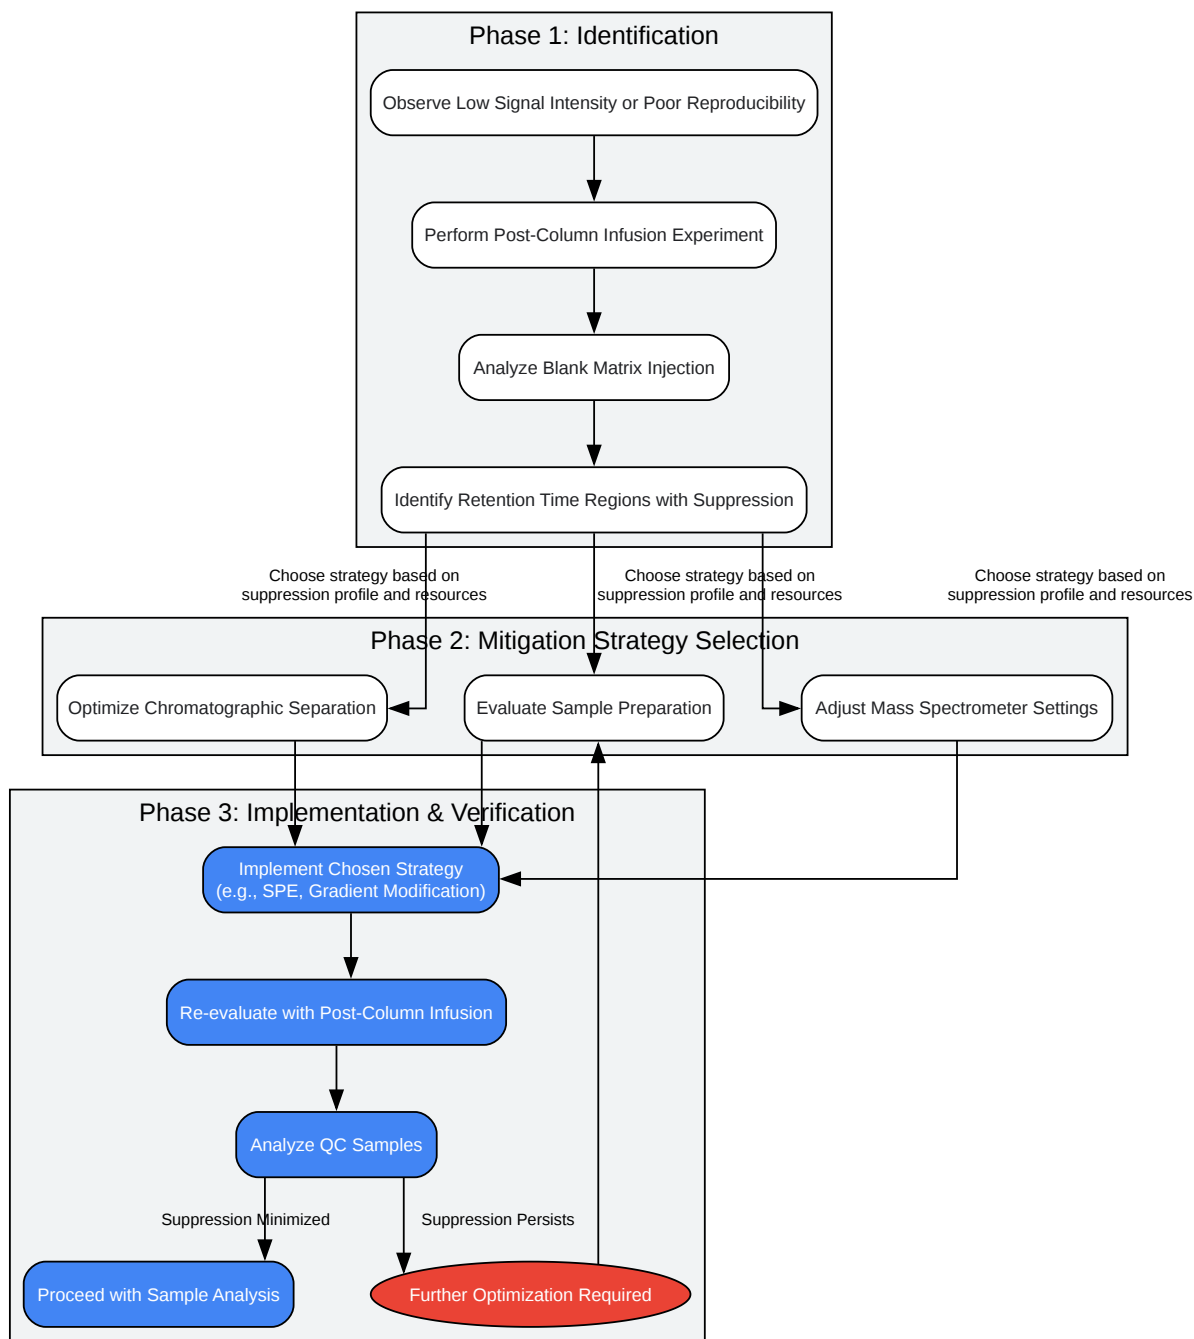 Phase 1: Identification
Observe Low Signal Intensity or Poor Reproducibility
Perform Post-Column Infusion Experiment
Analyze Blank Matrix Injection
Identify Retention Time Regions with Suppression
Choose strategy based on
suppression profile and resources
Choose strategy based on
suppression profile and resources
Choose strategy based on
suppression profile and resources
Phase 2: Mitigation Strategy Selection
Optimize Chromatographic Separation
Evaluate Sample Preparation
Adjust Mass Spectrometer Settings
Phase 3: Implementation & Verification
Implement Chosen Strategy
(e.g., SPE, Gradient Modification)
Re-evaluate with Post-Column Infusion
Analyze QC Samples
Suppression Minimized
Suppression Persists
Proceed with Sample Analysis
Further Optimization Required